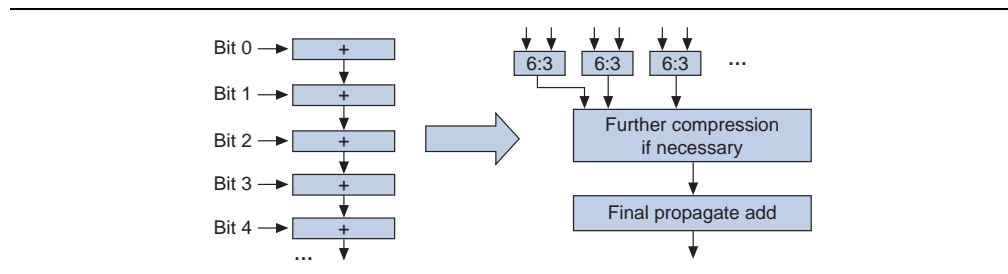 Bit 0
+
Bit 1
+
Bit 2
+
Bit 3
+
Bit 4
+
...
6:3
6:3
6:3
...
Further compression
if necessary
Final propagate add